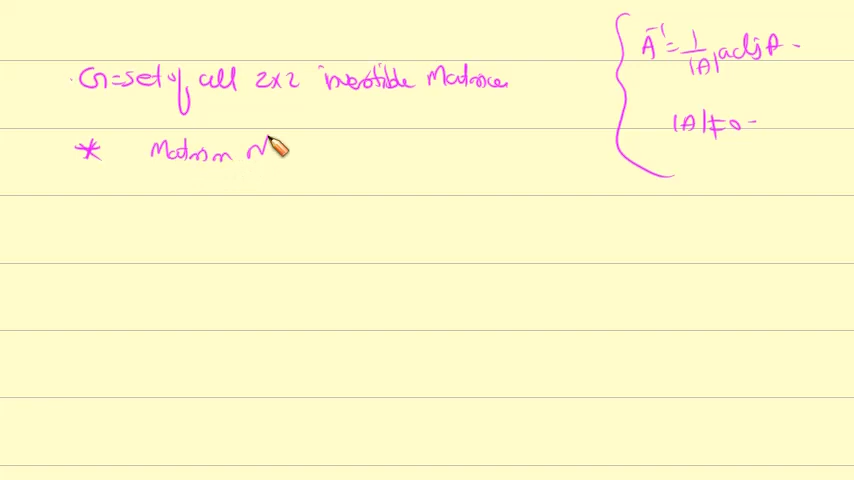 G=set of all 2x2 invertible Matrices
* Matrix
A⁻¹=1/|A| adj A
|A|≠0